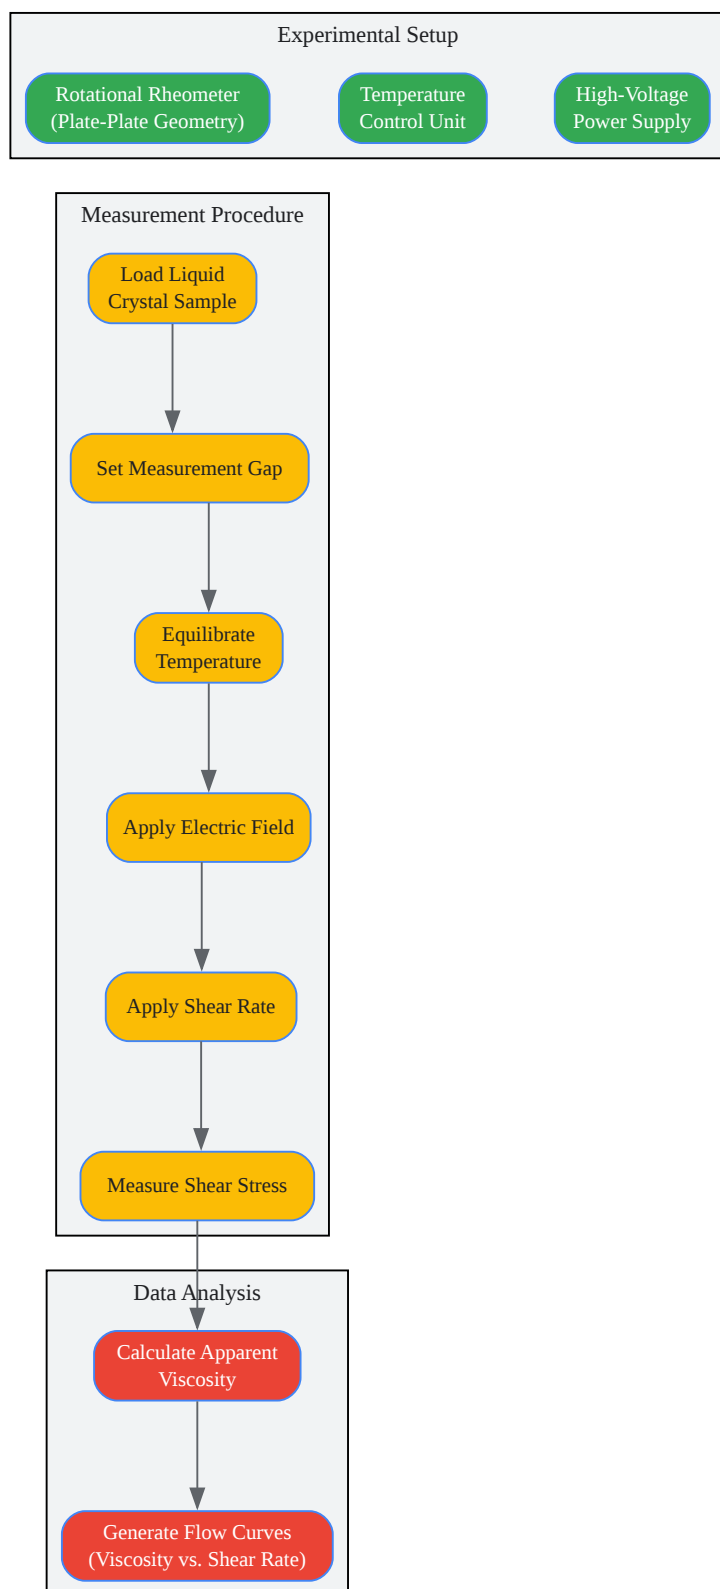 Experimental Setup
Rotational Rheometer
(Plate-Plate Geometry)
Temperature
Control Unit
High-Voltage
Power Supply
Measurement Procedure
Load Liquid
Crystal Sample
Set Measurement Gap
Equilibrate
Temperature
Apply Electric Field
Apply Shear Rate
Measure Shear Stress
Data Analysis
Calculate Apparent
Viscosity
Generate Flow Curves
(Viscosity vs. Shear Rate)